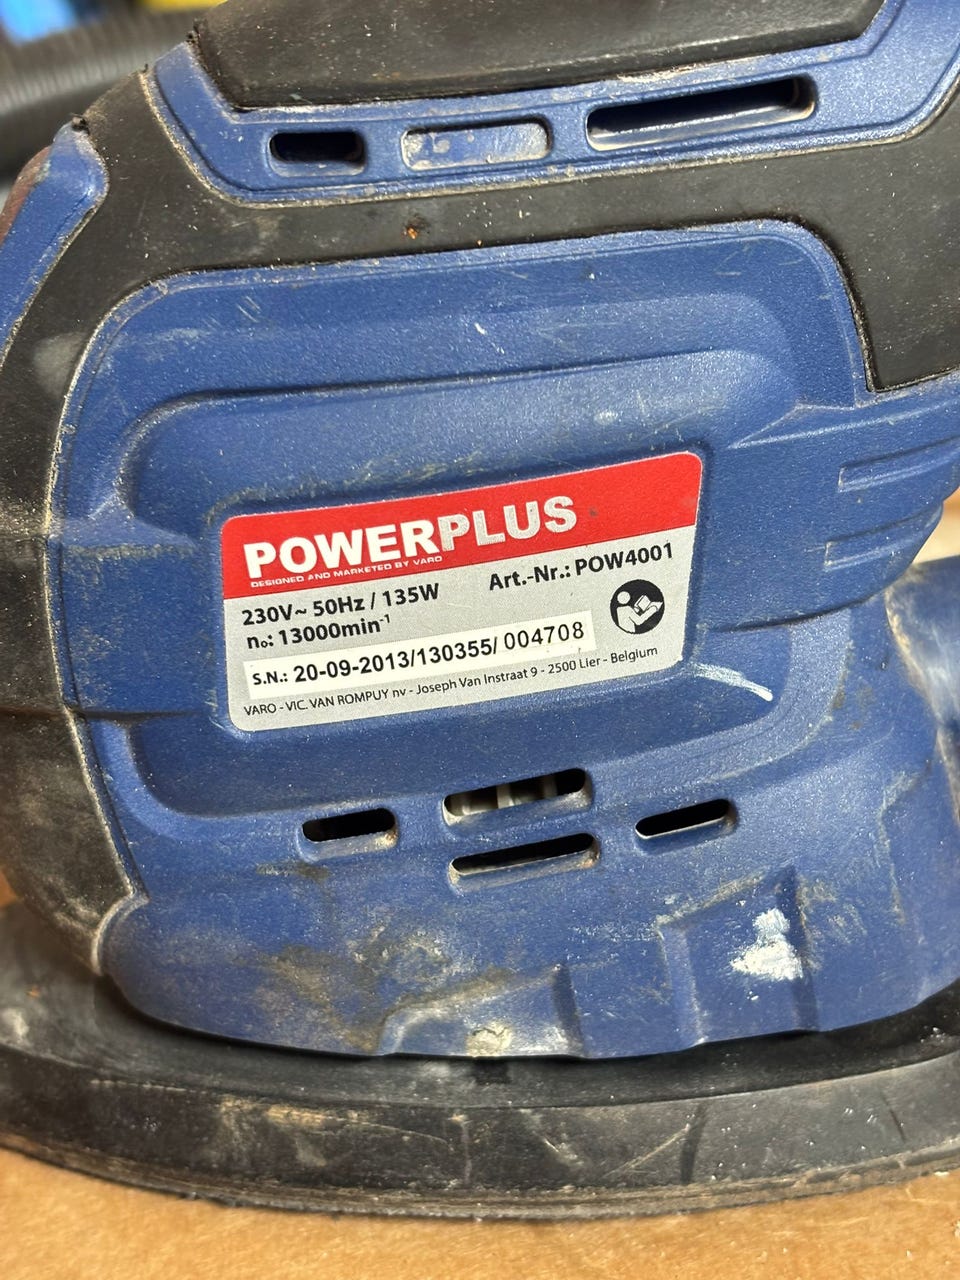 POWERPLUS
DESIGNED AND MARKETED BY VARO
230V~ 50Hz / 135W Art.-Nr.: POW4001
n₀: 13000min⁻¹
S.N.: 20-09-2013/130355/ 004708
VARO - VIC. VAN ROMPUY nv - Joseph Van Instraat 9 - 2500 Lier - Belgium